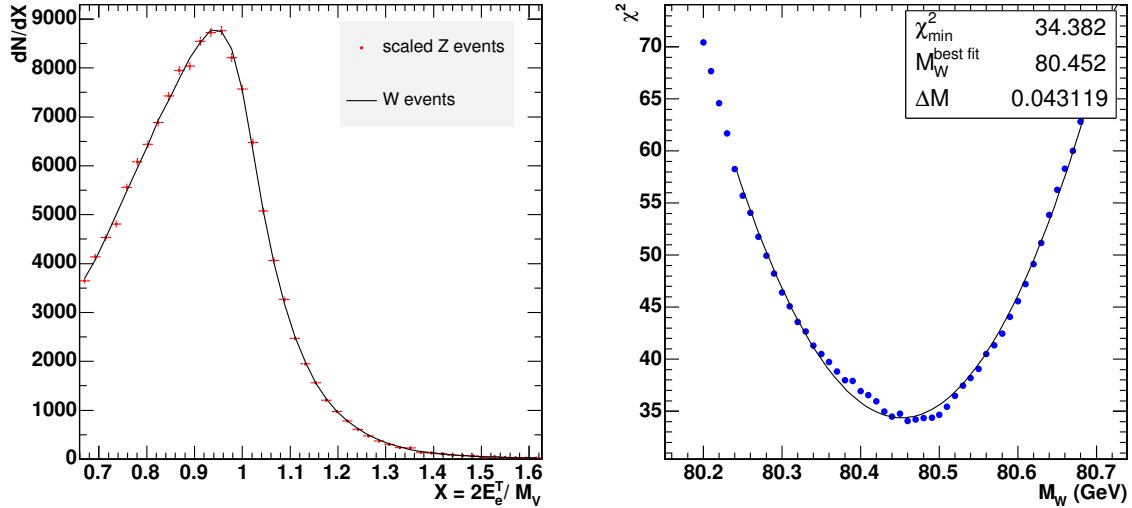 dN/dX
9000
8000
7000
6000
5000
4000
3000
2000
1000
0
scaled Z events
W events
0.7 0.8 0.9 1 1.1 1.2 1.3 1.4 1.5 1.6
X = 2E_e^T / M_V
χ²
70
65
60
55
50
45
40
35
χ²_min 34.382
M_W^best fit 80.452
ΔM 0.043119
80.2 80.3 80.4 80.5 80.6 80.7
M_W (GeV)